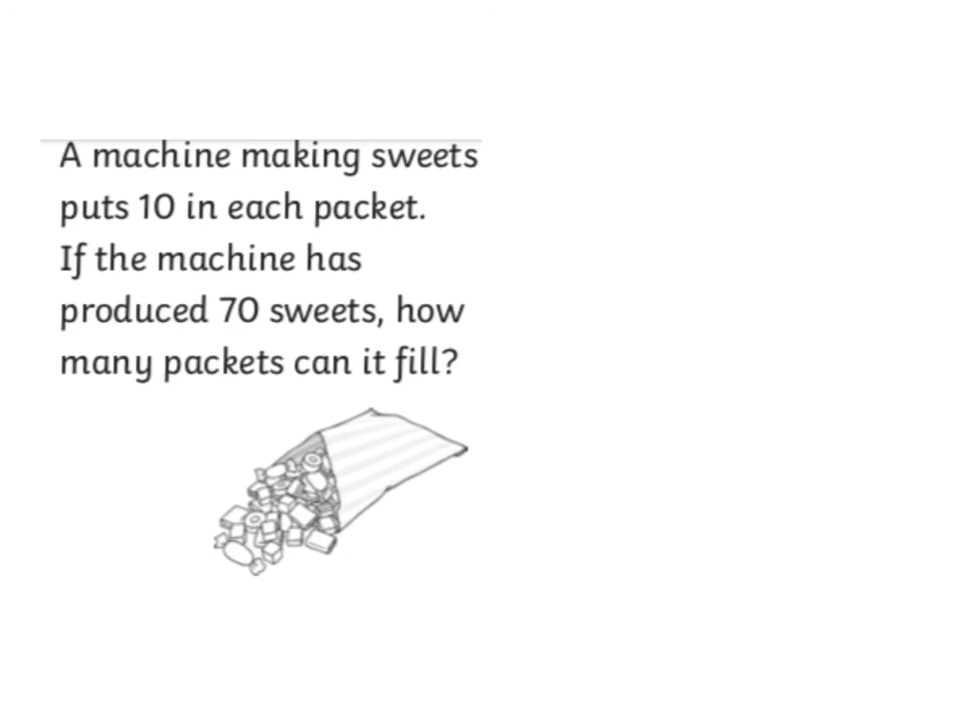 A machine making sweets
puts 10 in each packet.
If the machine has
produced 70 sweets, how
many packets can it fill?